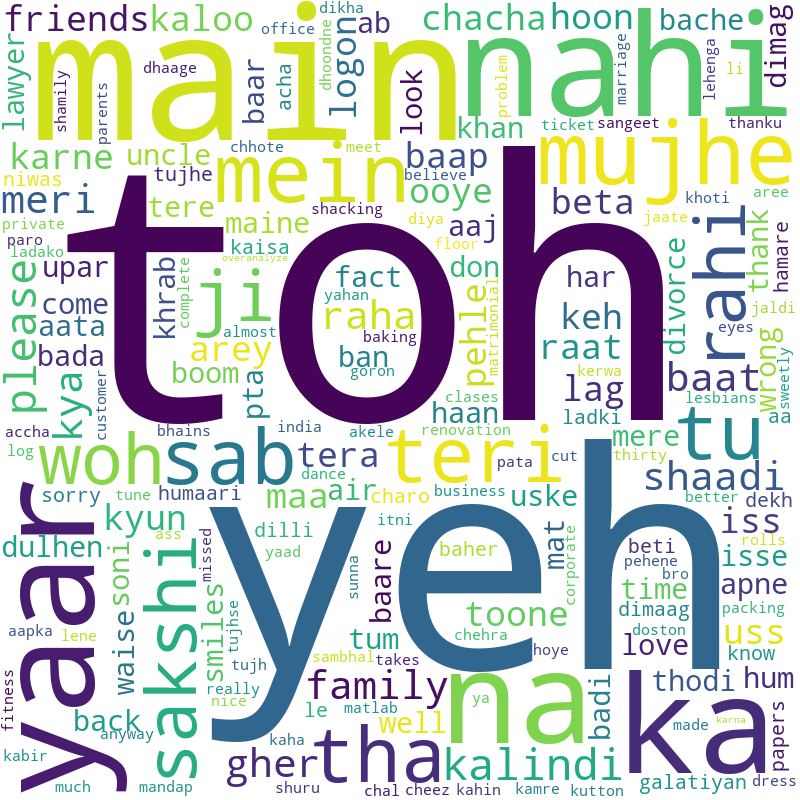 friends
kaloo
main
dikha
office
ab
chacha
hoon
nahi
bache
dimag
lawyer
shamily
dhaage
parents
baar
acha
dhoondne
logon
look
problem
marriage
lehenga
li
khan
ticket
sangeet
thanku
karne
uncle
chhote
meet
baap
mujhe
niwas
tujhe
mein
believe
ooye
aree
meri
tere
shacking
beta
khoti
jaate
private
maine
diya
aaj
paro
kaisa
floor
rahi
thank
hamare
ladako
upar
khrab
complete
overanalyze
toh
fact
don
har
divorce
please
come
ji
yahan
pehle
matrimonial
jaldi
aata
almost
raha
keh
eyes
bada
arey
baking
ban
raat
wrong
kya
customer
boom
pta
goron
kerwa
baat
sweetly
clases
lag
lesbians
aa
accha
bhains
india
akele
haan
ladki
renovation
log
woh
sab
tera
teri
mere
tu
dance
pata
cut
thirty
shaadi
better
dekh
sorry
tune
humaari
maa
air
charo
business
uske
iss
yaar
kyun
ass
missed
dilli
itni
mat
rolls
dulhen
soni
yaad
baare
baher
yeh
beti
isse
sakshi
smiles
sunna
corporate
pehene
bro
time
apne
toone
dimaag
packing
aapka
lene
waise
tujhse
tum
chehra
doston
uss
love
know
fitness
tujh
really
sambhal
takes
hoye
nice
family
na
ya
badi
ka
thodi
hum
back
le
matlab
well
made
karna
papers
anyway
kaha
tha
kabir
gher
kalindi
much
mandap
shuru
chal
cheez
kahin
kamre
kutton
galatiyan
dress